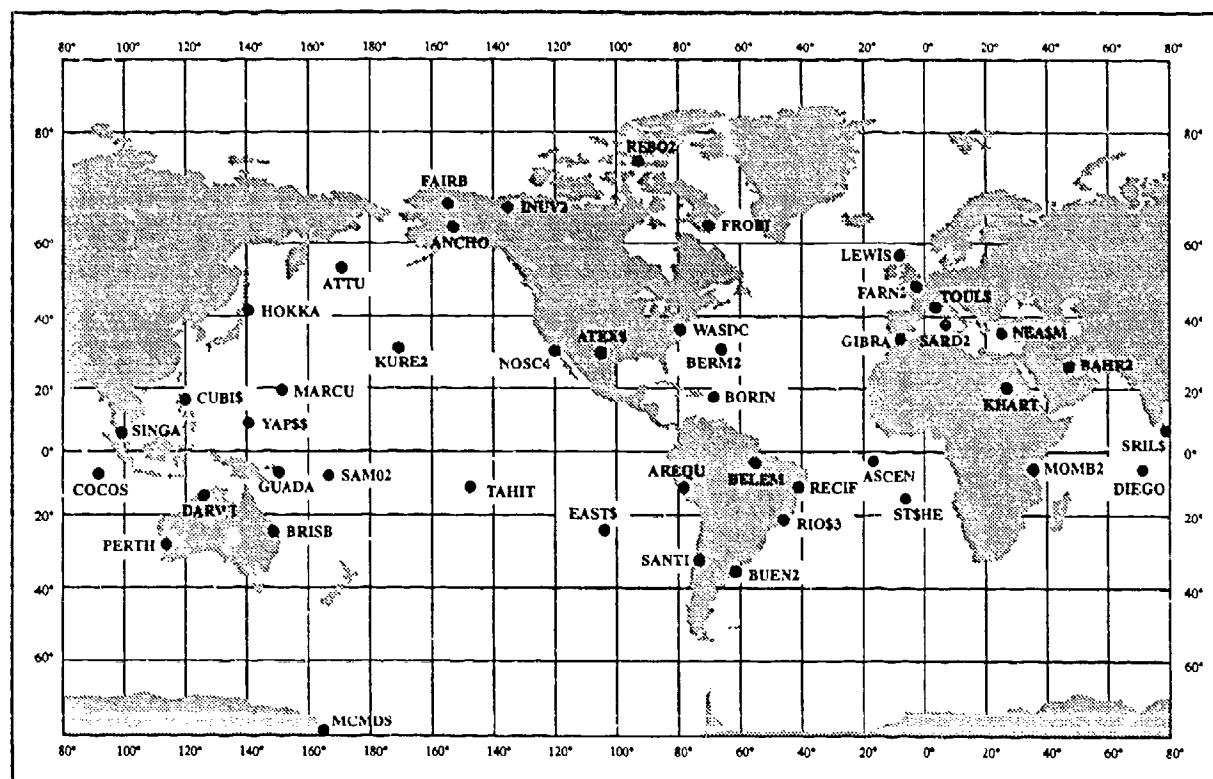 80° 100° 120° 140° 160° 180° 160° 140° 120° 100° 80° 60° 40° 20° 0° 20° 40° 60° 80°
80° 80°
RESO2
FAIRB
INUV2
FROBJ
ANCHO
60° 60°
LEWIS
ATTU
FARN2 TOUL$
HOKKA
40° 40°
WASDC
ATEX$
NEA$M
GIBRA SARD2
KURE2 NOSC4 BERM2
BAHR2
20° 20°
MARCU
CUBI$ BORIN
KHART
YAP$$
SINGA
SRIL$
0° 0°
COCOS GUADA SAM02 TAHIT AREQU BELEM RECIF ASCEN MOMB2 DIEGO
DARWI
EAST$ ST$HE
20° 20°
BRISB RIO$3
PERTH
SANTI
BUEN2
40° 40°
60° 60°
MCMD$
80° 100° 120° 140° 160° 180° 160° 140° 120° 100° 80° 60° 40° 20° 0° 20° 40° 60° 80°